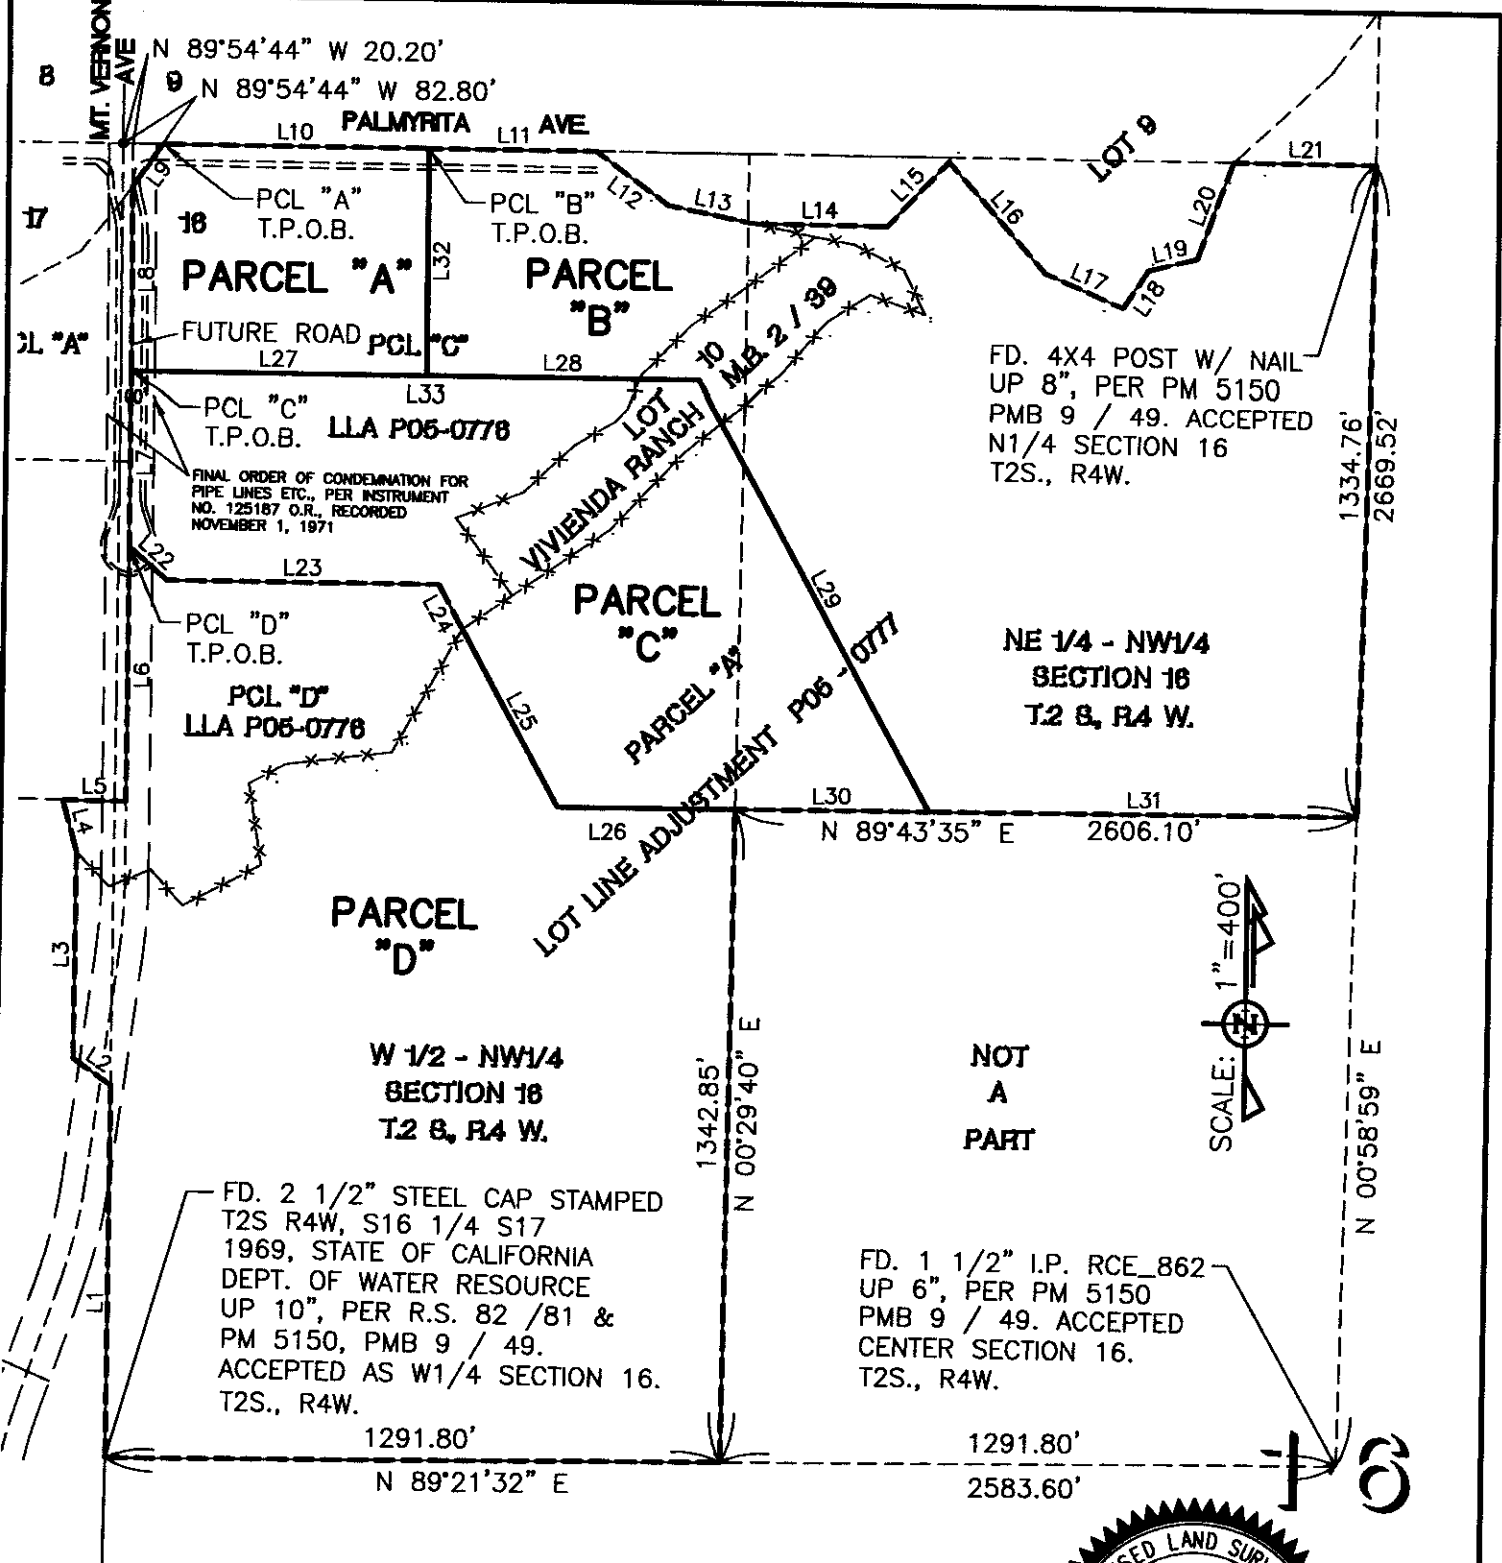 MT. VERNON
AVE
N 89°54'44" W 20.20'
8
9
N 89°54'44" W 82.80'
PALMYRITA AVE.
L10
L11
LOT 9
L21
L9
L12
L13
L14
L15
L16
L17
L18
L19
L20
PCL "A"
T.P.O.B.
PCL "B"
T.P.O.B.
17
16
L8
L32
PARCEL "A"
PARCEL
"B"
FUTURE ROAD
PCL "C"
CL "A"
L27
L28
L33
10
M.B. 2 / 39
LOT
VIVIENDA RANCH
FD. 4X4 POST W/ NAIL
UP 8", PER PM 5150
PMB 9 / 49. ACCEPTED
N1/4 SECTION 16
T2S., R4W.
1334.76'
2669.52'
PCL "C"
T.P.O.B.
LLA P05-0776
L7
FINAL ORDER OF CONDEMNATION FOR
PIPE LINES ETC., PER INSTRUMENT
NO. 125187 O.R., RECORDED
NOVEMBER 1, 1971
L22
L23
L24
L29
PCL "D"
T.P.O.B.
PARCEL
"C"
L6
PCL "D"
LLA P05-0776
L25
PARCEL "A"
LOT LINE ADJUSTMENT P05 - 0777
NE 1/4 - NW1/4
SECTION 16
T.2 S., R.4 W.
L5
L4
L26
L30
L31
N 89°43'35" E
2606.10'
PARCEL
"D"
L3
L2
SCALE: 1"=400'
N
W 1/2 - NW1/4
SECTION 16
T.2 S., R.4 W.
1342.85'
N 00°29'40" E
NOT
A
PART
N 00°58'59" E
L1
FD. 2 1/2" STEEL CAP STAMPED
T2S R4W, S16 1/4 S17
1969, STATE OF CALIFORNIA
DEPT. OF WATER RESOURCE
UP 10", PER R.S. 82 /81 &
PM 5150, PMB 9 / 49.
ACCEPTED AS W1/4 SECTION 16.
T2S., R4W.
FD. 1 1/2" I.P. RCE_862
UP 6", PER PM 5150
PMB 9 / 49. ACCEPTED
CENTER SECTION 16.
T2S., R4W.
1291.80'
N 89°21'32" E
1291.80'
2583.60'
16
SED LAND SUR